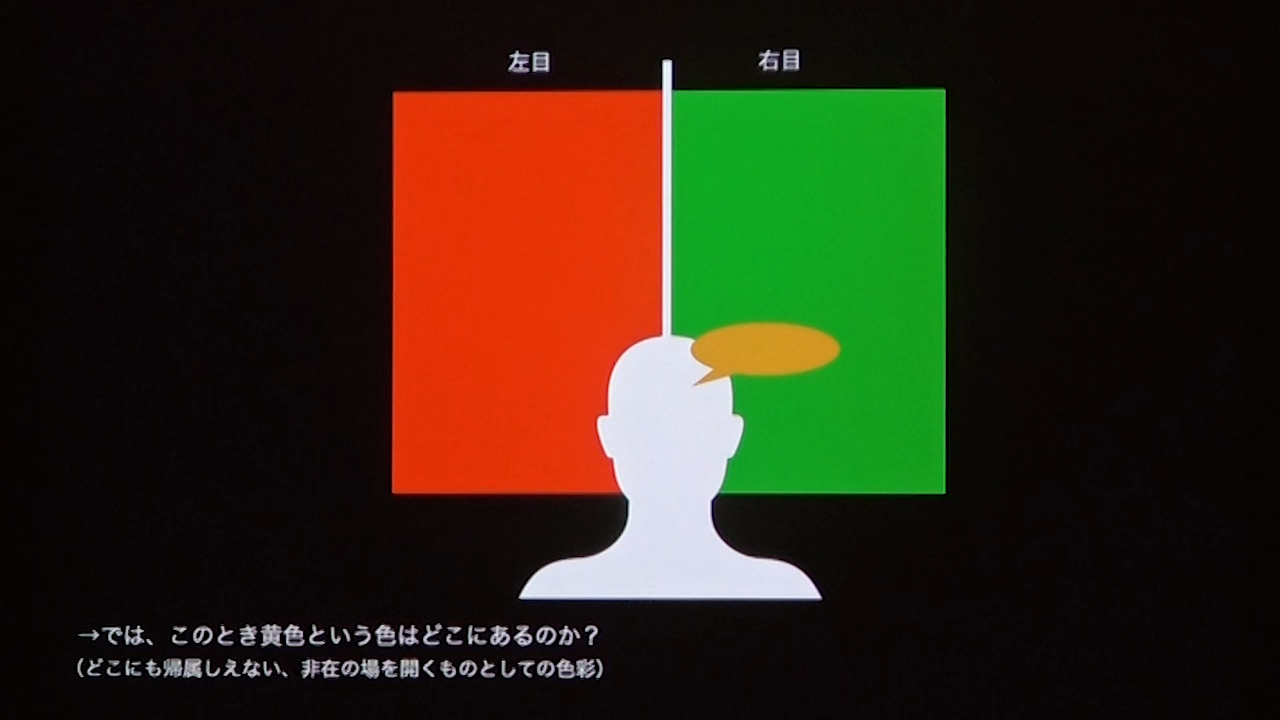 左目
右目
→では、このとき黄色という色はどこにあるのか？
（どこにも帰属しえない、非在の場を開くものとしての色彩）